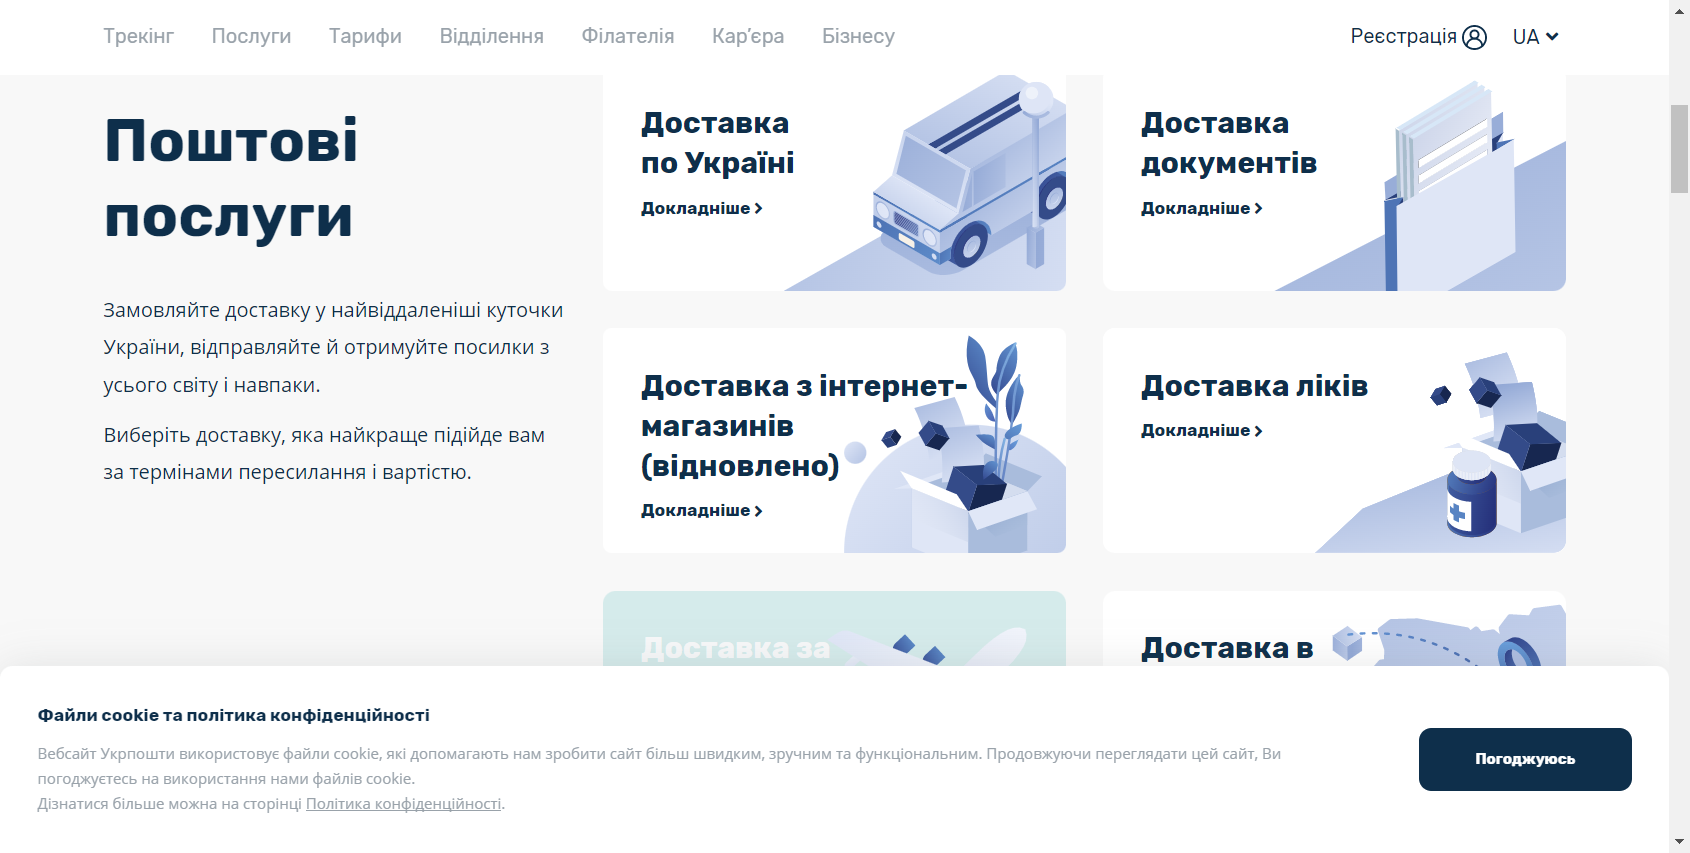 Трекінг Послуги Тарифи Відділення Філателія Кар'єра Бізнесу Реєстрація UA
Поштові
послуги
Замовляйте доставку у найвіддаленіші куточки
України, відправляйте й отримуйте посилки з
усього світу і навпаки.
Виберіть доставку, яка найкраще підійде вам
за термінами пересилання і вартістю.
Доставка
по Україні
Докладніше
Доставка
документів
Докладніше
Доставка з інтернет-
магазинів
(відновлено)
Докладніше
Доставка ліків
Докладніше
Доставка за
Доставка в
Файли cookie та політика конфіденційності
Вебсайт Укрпошти використовує файли cookie, які допомагають нам зробити сайт більш швидким, зручним та функціональним. Продовжуючи переглядати цей сайт, Ви
погоджуєтесь на використання нами файлів cookie.
Дізнатися більше можна на сторінці Політика конфіденційності.
Погоджуюсь